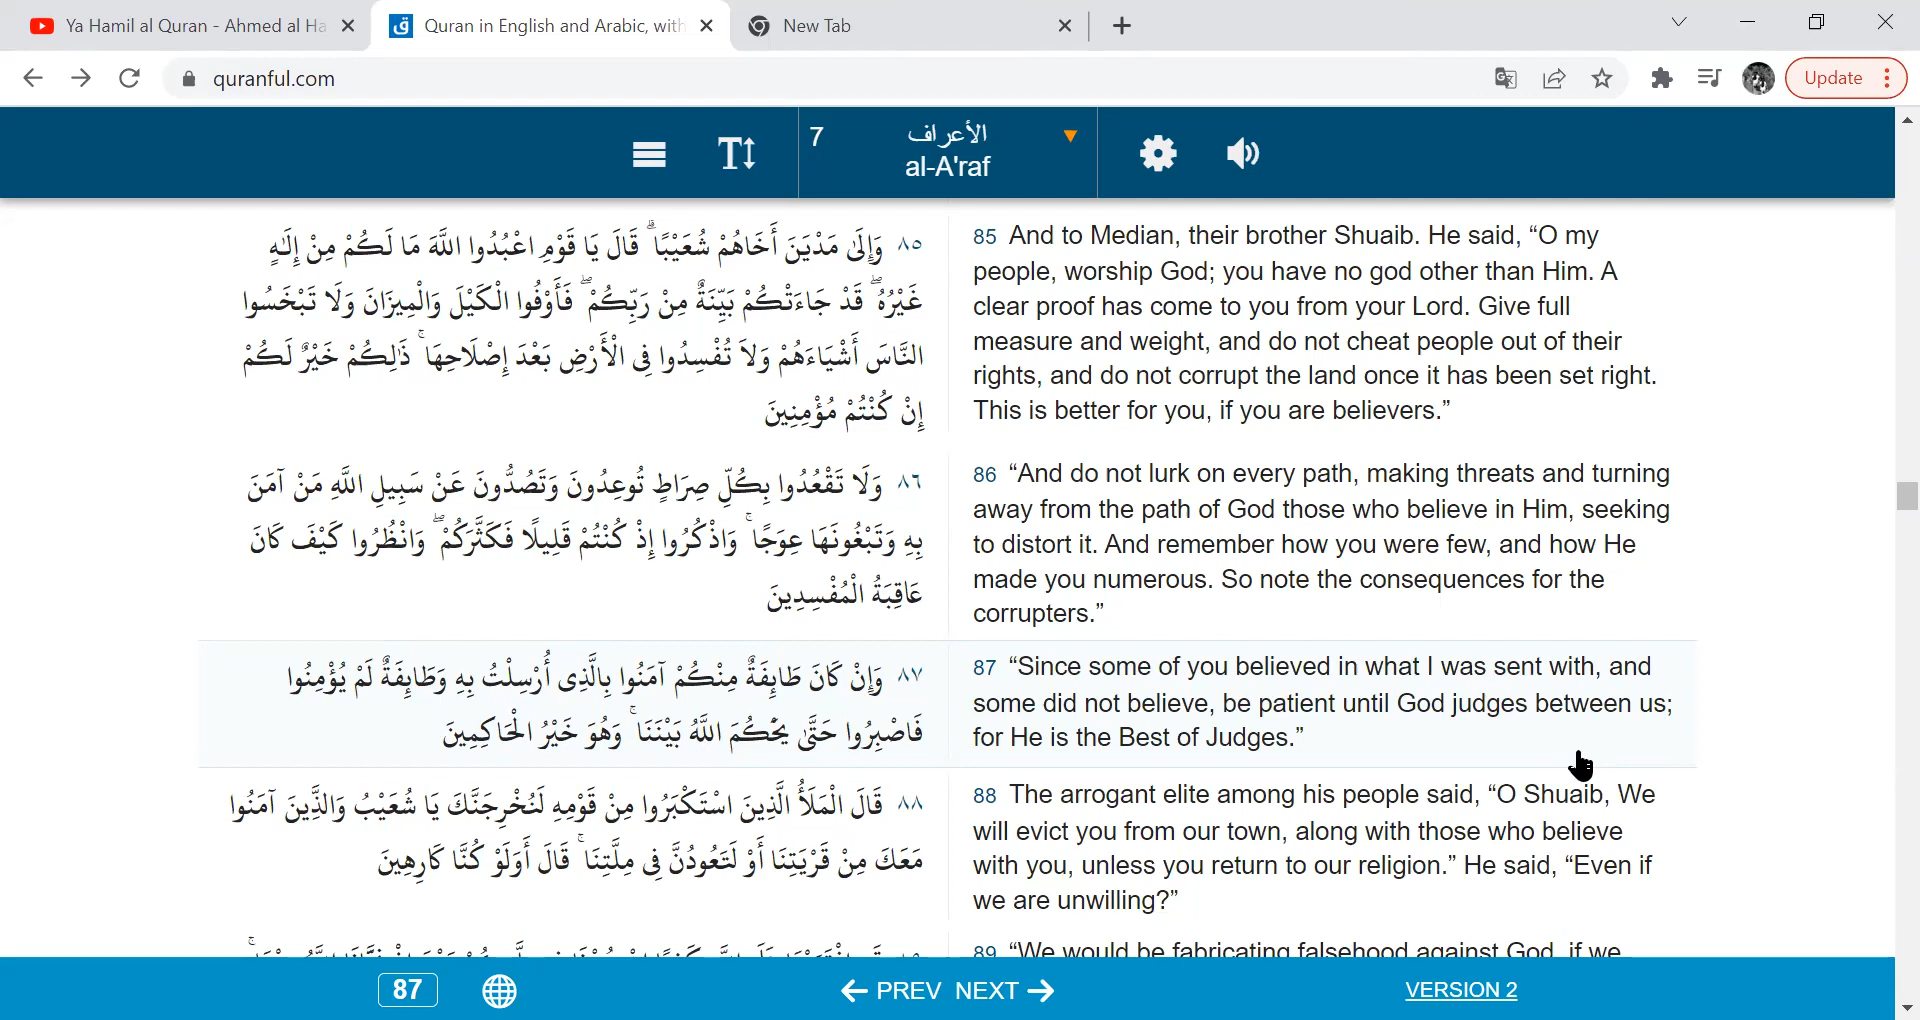 Ya Hamil al Quran - Ahmed al Ha
Quran in English and Arabic, with
New Tab
quranful.com
Update
7
الأعراف
al-A'raf
٨٥ وَإِلَىٰ مَدْيَنَ أَخَاهُمْ شُعَيْبًا ۗ قَالَ يَا قَوْمِ اعْبُدُوا اللَّهَ مَا لَكُمْ مِنْ إِلَٰهٍ
غَيْرُهُ ۖ قَدْ جَاءَتْكُمْ بَيِّنَةٌ مِنْ رَبِّكُمْ ۖ فَأَوْفُوا الْكَيْلَ وَالْمِيزَانَ وَلَا تَبْخَسُوا
النَّاسَ أَشْيَاءَهُمْ وَلَا تُفْسِدُوا فِي الْأَرْضِ بَعْدَ إِصْلَاحِهَا ۚ ذَٰلِكُمْ خَيْرٌ لَكُمْ
إِنْ كُنْتُمْ مُؤْمِنِينَ
85 And to Median, their brother Shuaib. He said, “O my
people, worship God; you have no god other than Him. A
clear proof has come to you from your Lord. Give full
measure and weight, and do not cheat people out of their
rights, and do not corrupt the land once it has been set right.
This is better for you, if you are believers.”
٨٦ وَلَا تَقْعُدُوا بِكُلِّ صِرَاطٍ تُوعِدُونَ وَتَصُدُّونَ عَنْ سَبِيلِ اللَّهِ مَنْ آمَنَ
بِهِ وَتَبْغُونَهَا عِوَجًا ۚ وَاذْكُرُوا إِذْ كُنْتُمْ قَلِيلًا فَكَثَّرَكُمْ ۖ وَانْظُرُوا كَيْفَ كَانَ
عَاقِبَةُ الْمُفْسِدِينَ
86 “And do not lurk on every path, making threats and turning
away from the path of God those who believe in Him, seeking
to distort it. And remember how you were few, and how He
made you numerous. So note the consequences for the
corrupters.”
٨٧ وَإِنْ كَانَ طَائِفَةٌ مِنْكُمْ آمَنُوا بِالَّذِي أُرْسِلْتُ بِهِ وَطَائِفَةٌ لَمْ يُؤْمِنُوا
فَاصْبِرُوا حَتَّىٰ يَحْكُمَ اللَّهُ بَيْنَنَا ۚ وَهُوَ خَيْرُ الْحَاكِمِينَ
87 “Since some of you believed in what I was sent with, and
some did not believe, be patient until God judges between us;
for He is the Best of Judges.”
٨٨ قَالَ الْمَلَأُ الَّذِينَ اسْتَكْبَرُوا مِنْ قَوْمِهِ لَنُخْرِجَنَّكَ يَا شُعَيْبُ وَالَّذِينَ آمَنُوا
مَعَكَ مِنْ قَرْيَتِنَا أَوْ لَتَعُودُنَّ فِي مِلَّتِنَا ۚ قَالَ أَوَلَوْ كُنَّا كَارِهِينَ
88 The arrogant elite among his people said, “O Shuaib, We
will evict you from our town, along with those who believe
with you, unless you return to our religion.” He said, “Even if
we are unwilling?”
89 “We would be fabricating falsehood against God, if we
87
PREV NEXT
VERSION 2